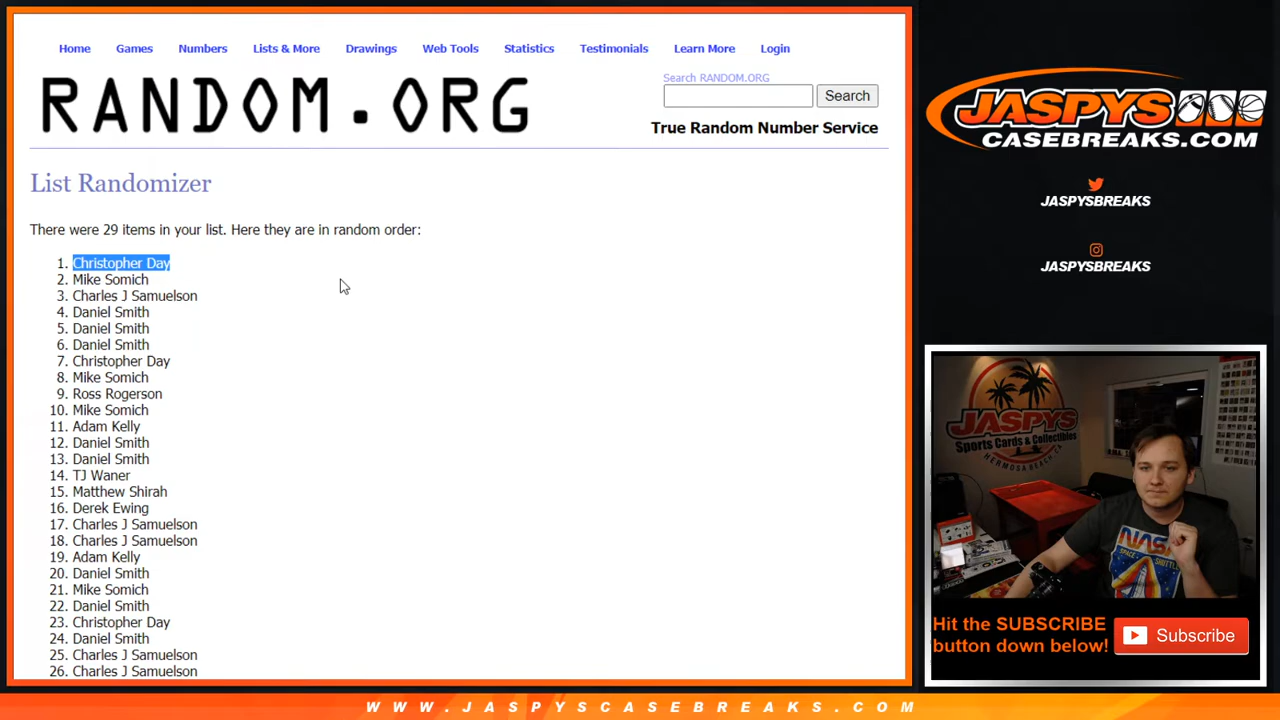 Home Games Numbers Lists & More Drawings Web Tools Statistics Testimonials Learn More Login
RANDOM.ORG
Search RANDOM.ORG
Search
True Random Number Service
List Randomizer
There were 29 items in your list. Here they are in random order:
1. Christopher Day
2. Mike Somich
3. Charles J Samuelson
4. Daniel Smith
5. Daniel Smith
6. Daniel Smith
7. Christopher Day
8. Mike Somich
9. Ross Rogerson
10. Mike Somich
11. Adam Kelly
12. Daniel Smith
13. Daniel Smith
14. TJ Waner
15. Matthew Shirah
16. Derek Ewing
17. Charles J Samuelson
18. Charles J Samuelson
19. Adam Kelly
20. Daniel Smith
21. Mike Somich
22. Daniel Smith
23. Christopher Day
24. Daniel Smith
25. Charles J Samuelson
26. Charles J Samuelson
JASPYS
CASEBREAKS.COM
JASPYSBREAKS
JASPYSBREAKS
JASPYS
Sports Cards & Collectibles
HERMOSA BEACH, CA
NASA
SPACE SHUTTLE
Hit the SUBSCRIBE
button down below!
Subscribe
WWW.JASPYSCASEBREAKS.COM